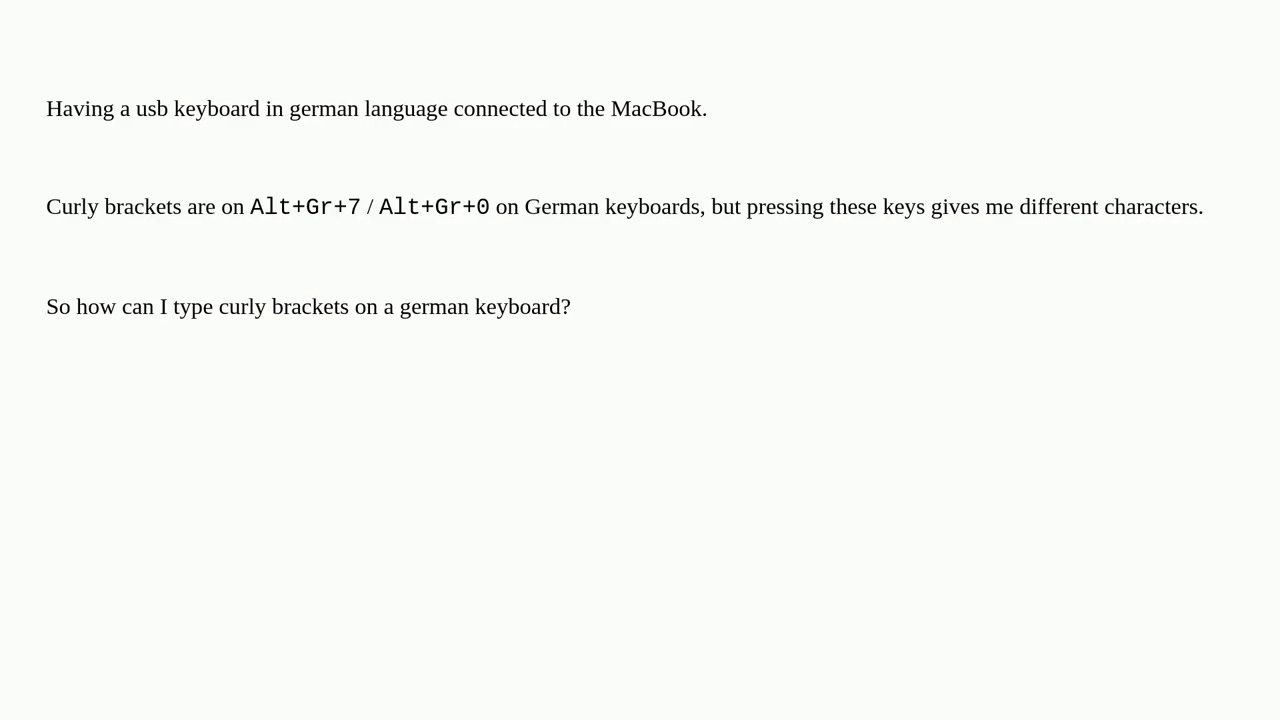 Having a usb keyboard in german language connected to the MacBook.
Curly brackets are on Alt+Gr+7 / Alt+Gr+0 on German keyboards, but pressing these keys gives me different characters.
So how can I type curly brackets on a german keyboard?